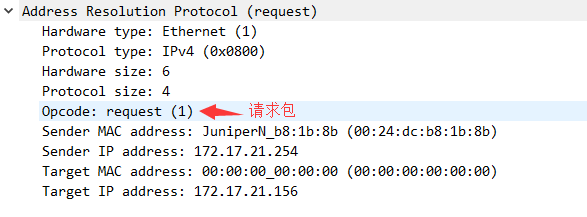 Address Resolution Protocol (request)
Hardware type: Ethernet (1)
Protocol type: IPv4 (0x0800)
Hardware size: 6
Protocol size: 4
Opcode: request (1) 请求包
Sender MAC address: JuniperN_b8:1b:8b (00:24:dc:b8:1b:8b)
Sender IP address: 172.17.21.254
Target MAC address: 00:00:00_00:00:00 (00:00:00:00:00:00)
Target IP address: 172.17.21.156